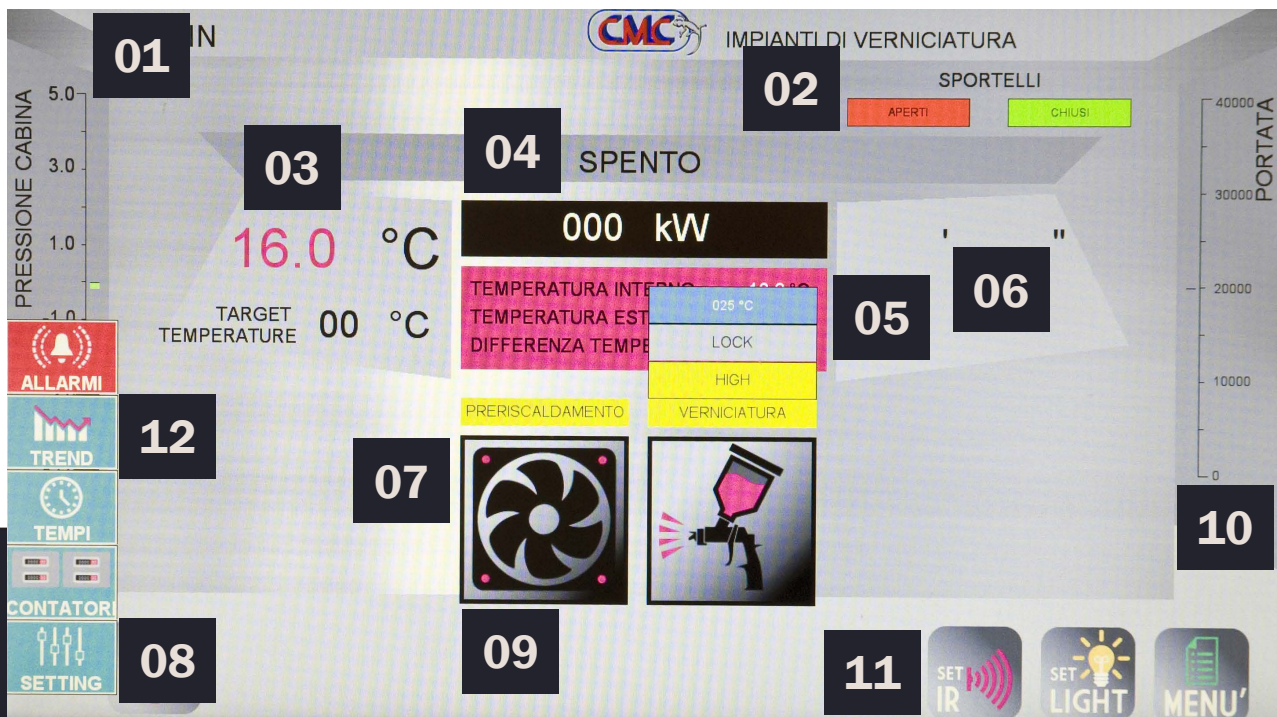 01
IN
CMC
IMPIANTI DI VERNICIATURA
02
SPORTELLI
APERTI
CHIUSI
PRESSIONE CABINA
5.0
3.0
1.0
-1.0
03
04
SPENTO
000 kW
16.0 °C
TARGET
TEMPERATURE
00 °C
TEMPERATURA
TEMPERATURA
DIFFERENZA
025 °C
LOCK
HIGH
05
' "
06
PORTATA
40000
30000
20000
10000
0
PRERISCALDAMENTO
VERNICIATURA
ALLARMI
TREND
12
TEMPI
CONTATORI
SETTING
07
08
09
10
11
SET
IR
SET
LIGHT
MENU'